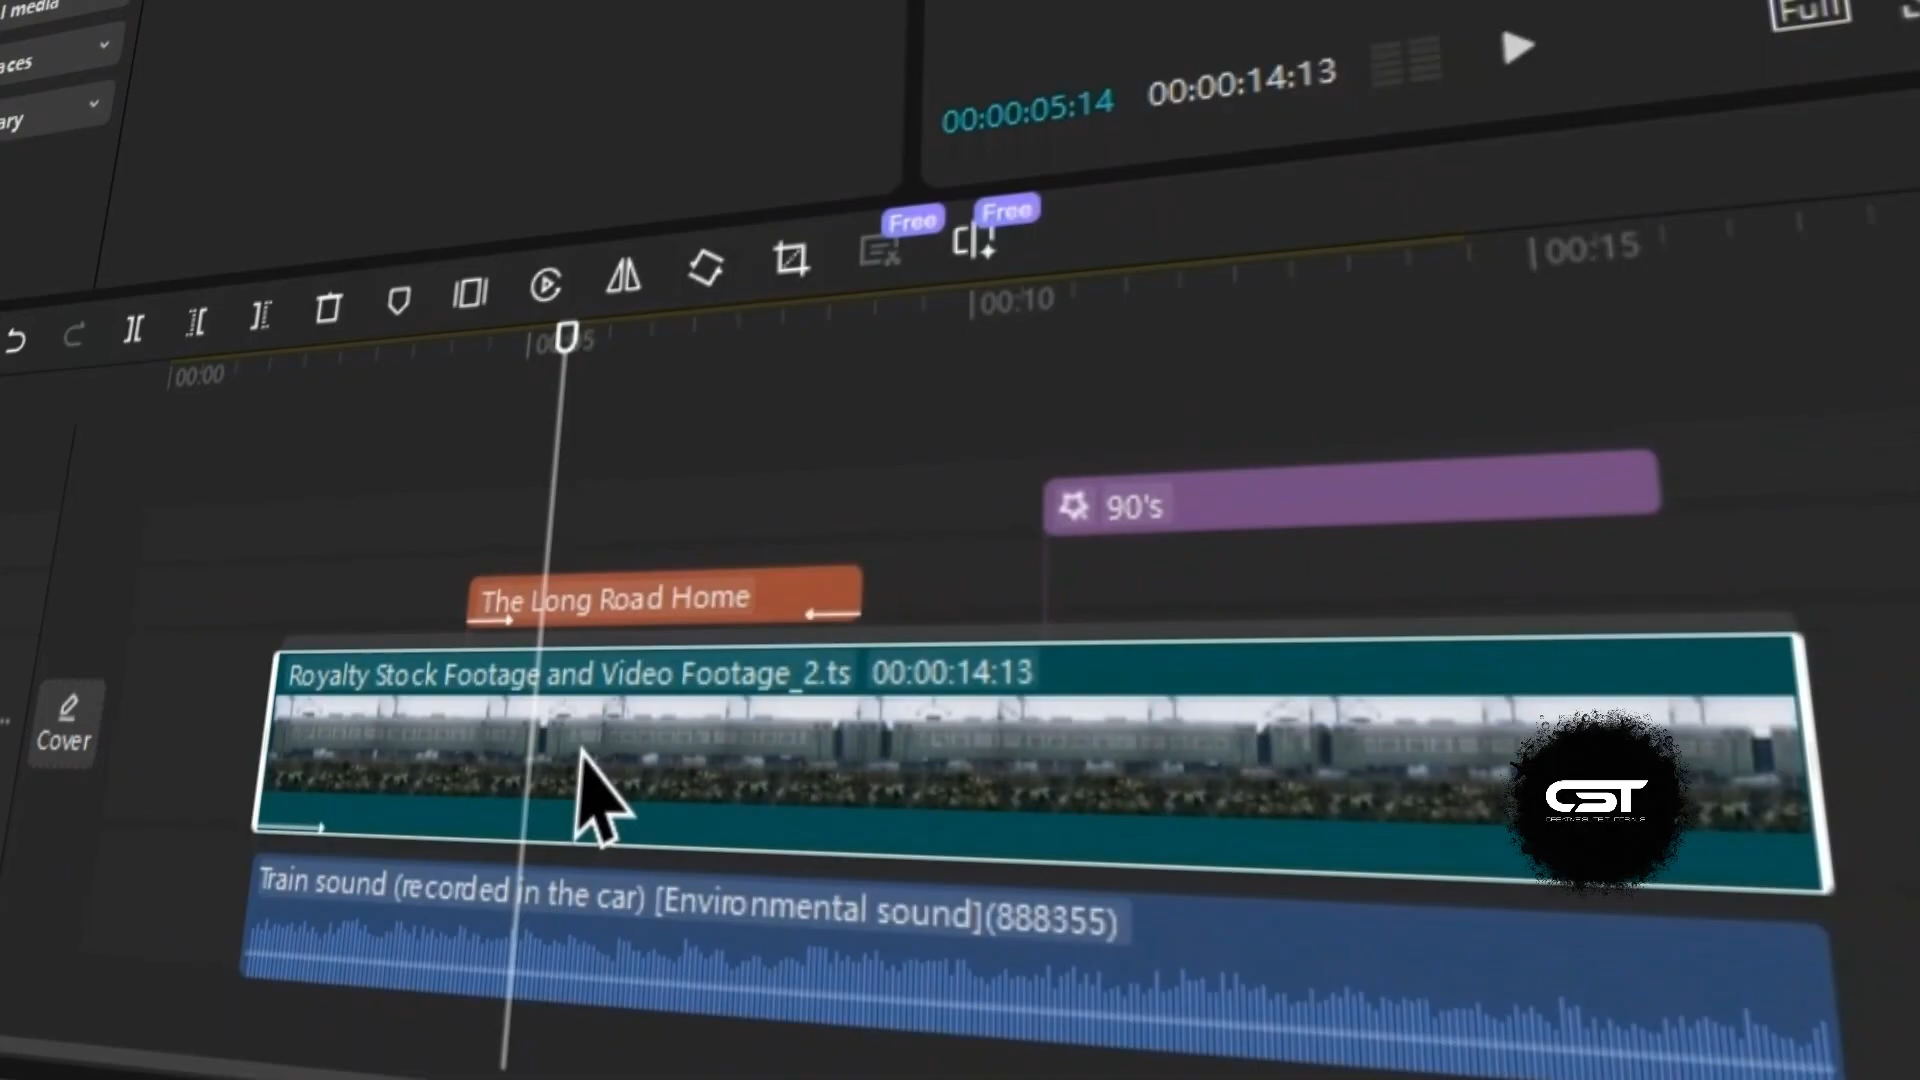 l media
aces
ary
Full
00:00:05:14 00:00:14:13
Free Free
00:00
00:10
00:15
90's
The Long Road Home
Royalty Stock Footage and Video Footage_2.ts 00:00:14:13
Cover
CST
Train sound (recorded in the car) [Environmental sound](888355)